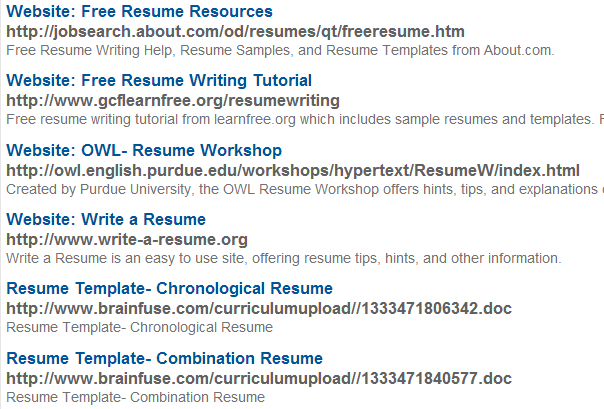 Website: Free Resume Resources
http://jobsearch.about.com/od/resumes/qt/freeresume.htm
Free Resume Writing Help, Resume Samples, and Resume Templates from About.com.
Website: Free Resume Writing Tutorial
http://www.gcflearnfree.org/resumewriting
Free resume writing tutorial from learnfree.org which includes sample resumes and templates. F
Website: OWL- Resume Workshop
http://owl.english.purdue.edu/workshops/hypertext/ResumeW/index.html
Created by Purdue University, the OWL Resume Workshop offers hints, tips, and explanations
Website: Write a Resume
http://www.write-a-resume.org
Write a Resume is an easy to use site, offering resume tips, hints, and other information.
Resume Template- Chronological Resume
http://www.brainfuse.com/curriculumupload//1333471806342.doc
Resume Template- Chronological Resume
Resume Template- Combination Resume
http://www.brainfuse.com/curriculumupload//1333471840577.doc
Resume Template- Combination Resume